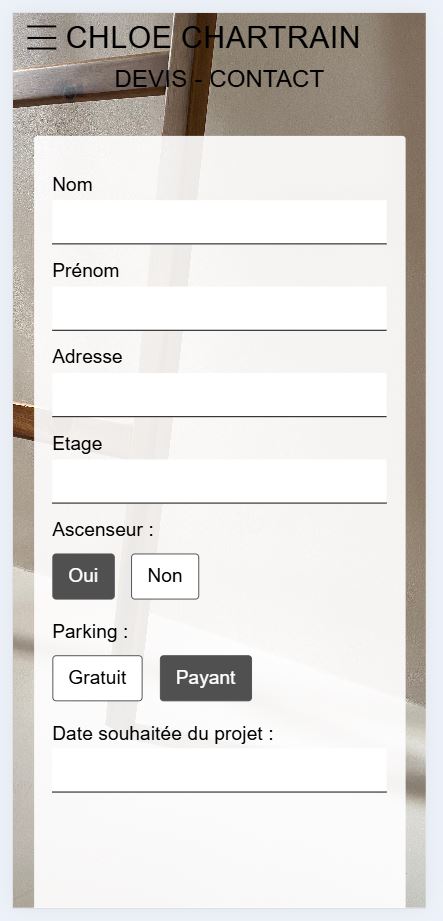 CHLOE CHARTRAIN
DEVIS - CONTACT
Nom
Prénom
Adresse
Etage
Ascenseur :
Oui Non
Parking :
Gratuit Payant
Date souhaitée du projet :